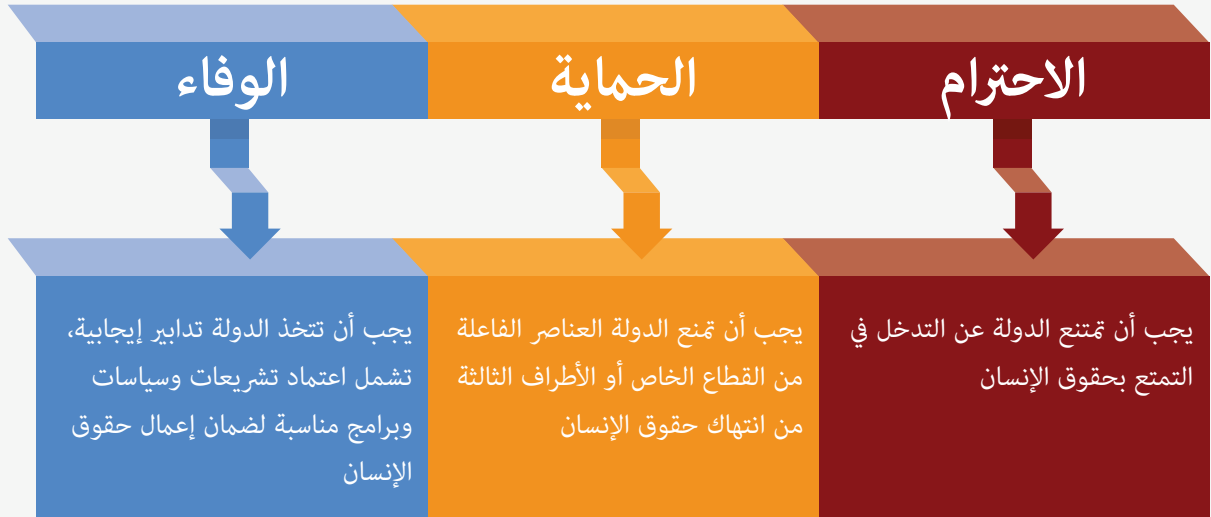 الاحترام
الحماية
الوفاء
يجب أن تمتنع الدولة عن التدخل في
التمتع بحقوق الإنسان
يجب أن تمنع الدولة العناصر الفاعلة
من القطاع الخاص أو الأطراف الثالثة
من انتهاك حقوق الإنسان
يجب أن تتخذ الدولة تدابير إيجابية،
تشمل اعتماد تشريعات وسياسات
وبرامج مناسبة لضمان إعمال حقوق
الإنسان